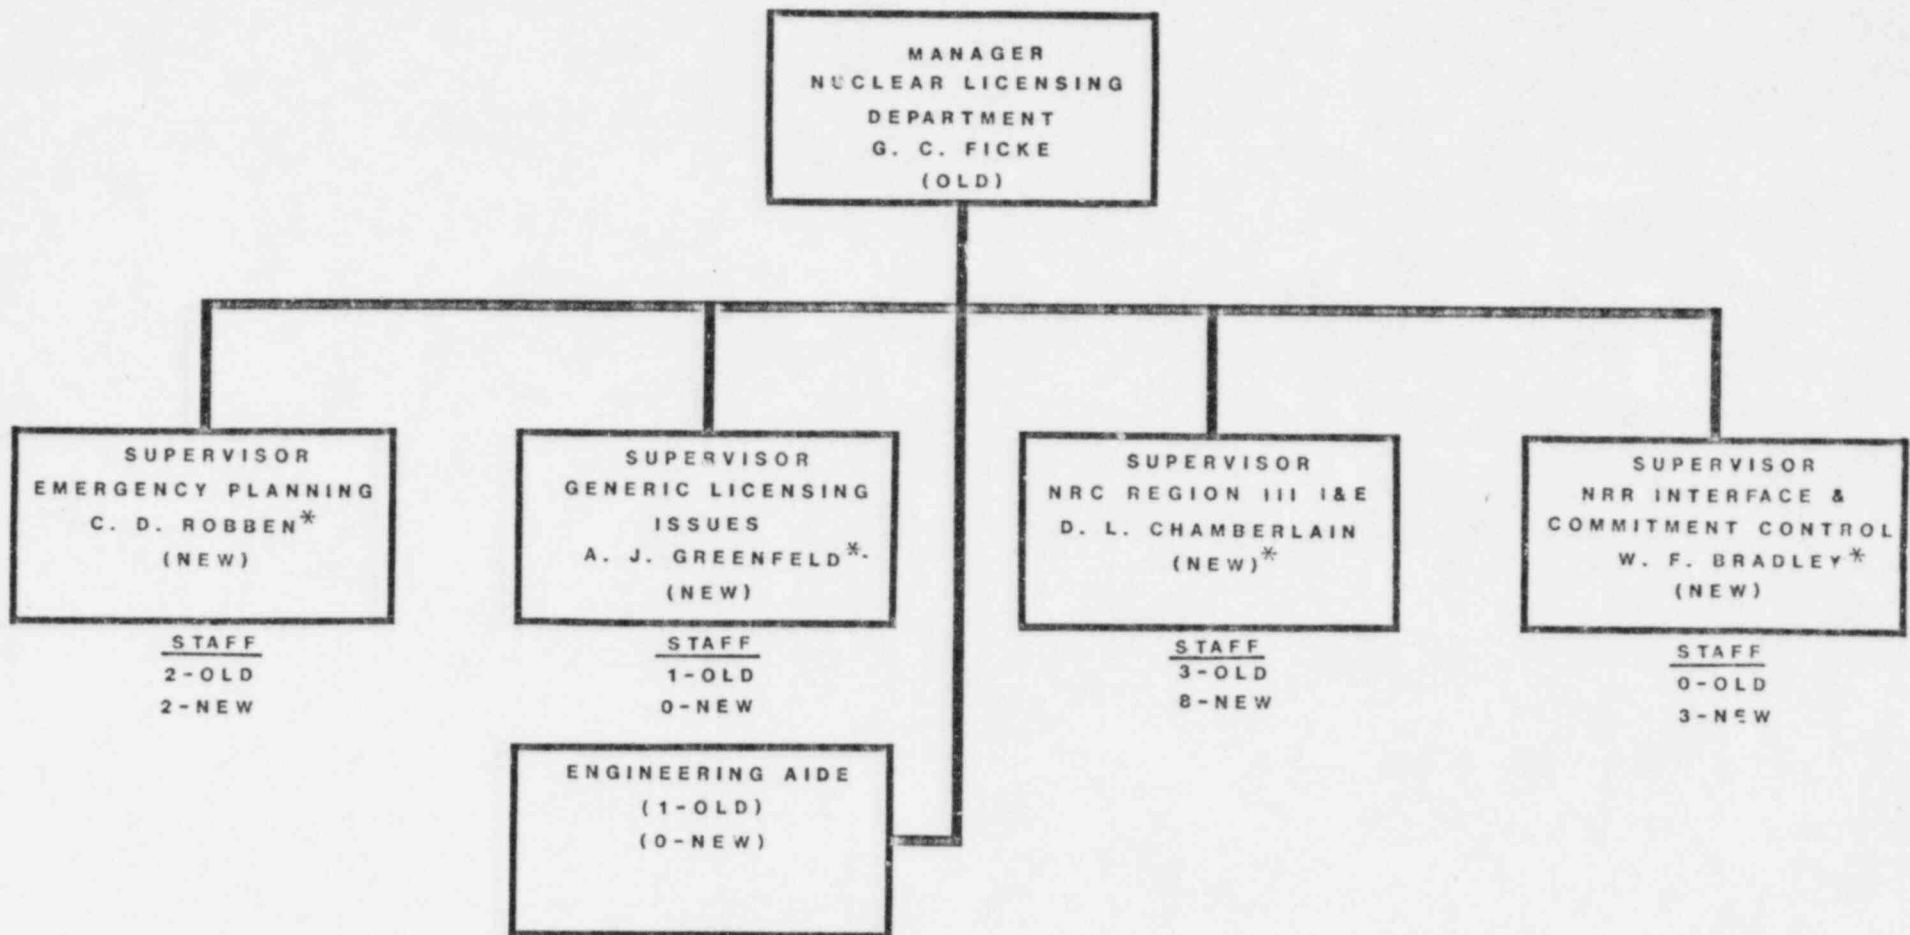 MANAGER
NUCLEAR LICENSING
DEPARTMENT
G. C. FICKE
(OLD)
SUPERVISOR
EMERGENCY PLANNING
C. D. ROBBEN*
(NEW)
STAFF
2-OLD
2-NEW
SUPERVISOR
GENERIC LICENSING
ISSUES
A. J. GREENFELD*
(NEW)
STAFF
1-OLD
0-NEW
SUPERVISOR
NRC REGION III I&E
D. L. CHAMBERLAIN
(NEW)*
STAFF
3-OLD
8-NEW
SUPERVISOR
NRR INTERFACE &
COMMITMENT CONTROL
W. F. BRADLEY*
(NEW)
STAFF
0-OLD
3-NEW
ENGINEERING AIDE
(1-OLD)
(0-NEW)